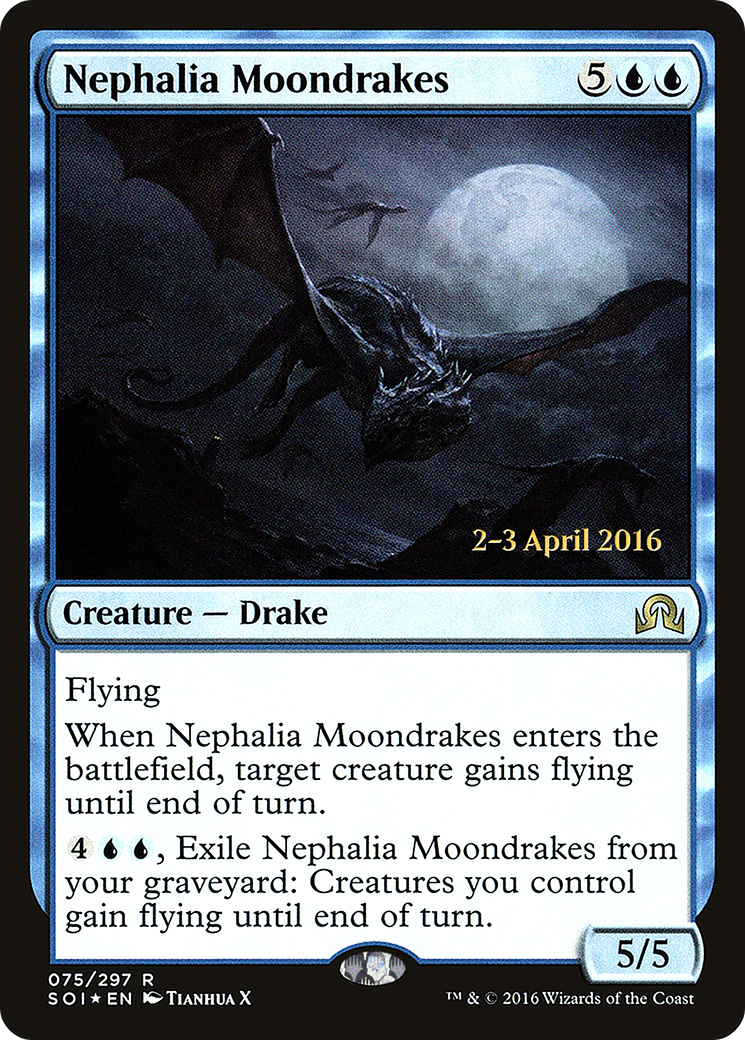 Nephalia Moondrakes 5
2–3 April 2016
Creature — Drake
Flying
When Nephalia Moondrakes enters the
battlefield, target creature gains flying
until end of turn.
4 , Exile Nephalia Moondrakes from
your graveyard: Creatures you control
gain flying until end of turn.
5/5
075/297 R
SOI★EN Tianhua X
™ & © 2016 Wizards of the Coast